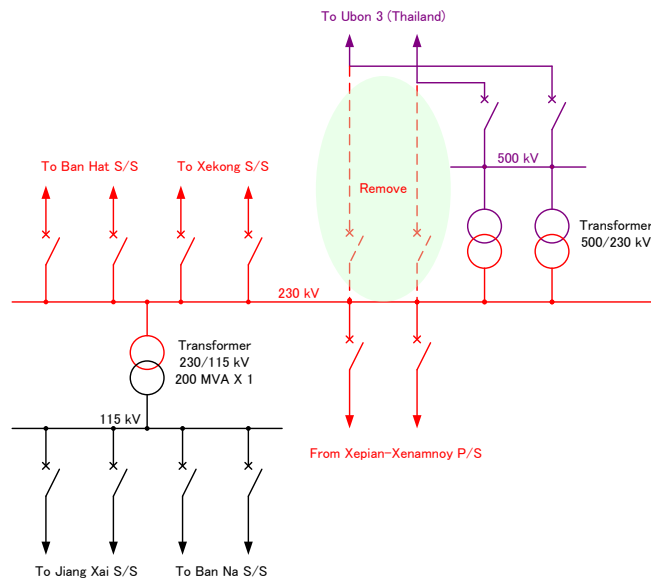 To Ubon 3 (Thailand)
500 kV
To Ban Hat S/S
To Xekong S/S
Remove
Transformer
500/230 kV
230 kV
Transformer
230/115 kV
200 MVA X 1
115 kV
From Xepian-Xenamnoy P/S
To Jiang Xai S/S
To Ban Na S/S